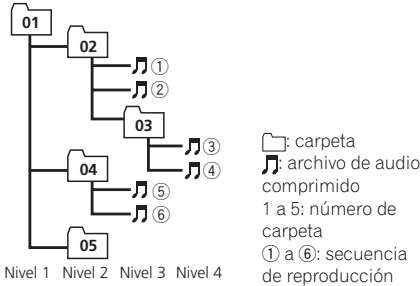 01
02
①
②
03
③
④
04
⑤
⑥
05
Nivel 1 Nivel 2 Nivel 3 Nivel 4
: carpeta
: archivo de audio
comprimido
1 a 5: número de
carpeta
① a ⑥: secuencia
de reproducción